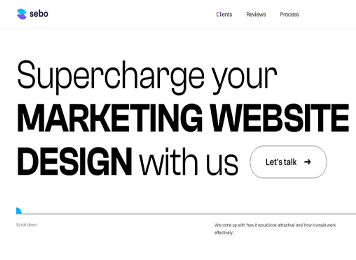 sebo
Clients Reviews Process
Supercharge your
MARKETING WEBSITE
DESIGN with us
Let's talk →
Scroll down
We come up with 'how it would look attractive' and 'how it would work
effectively'.